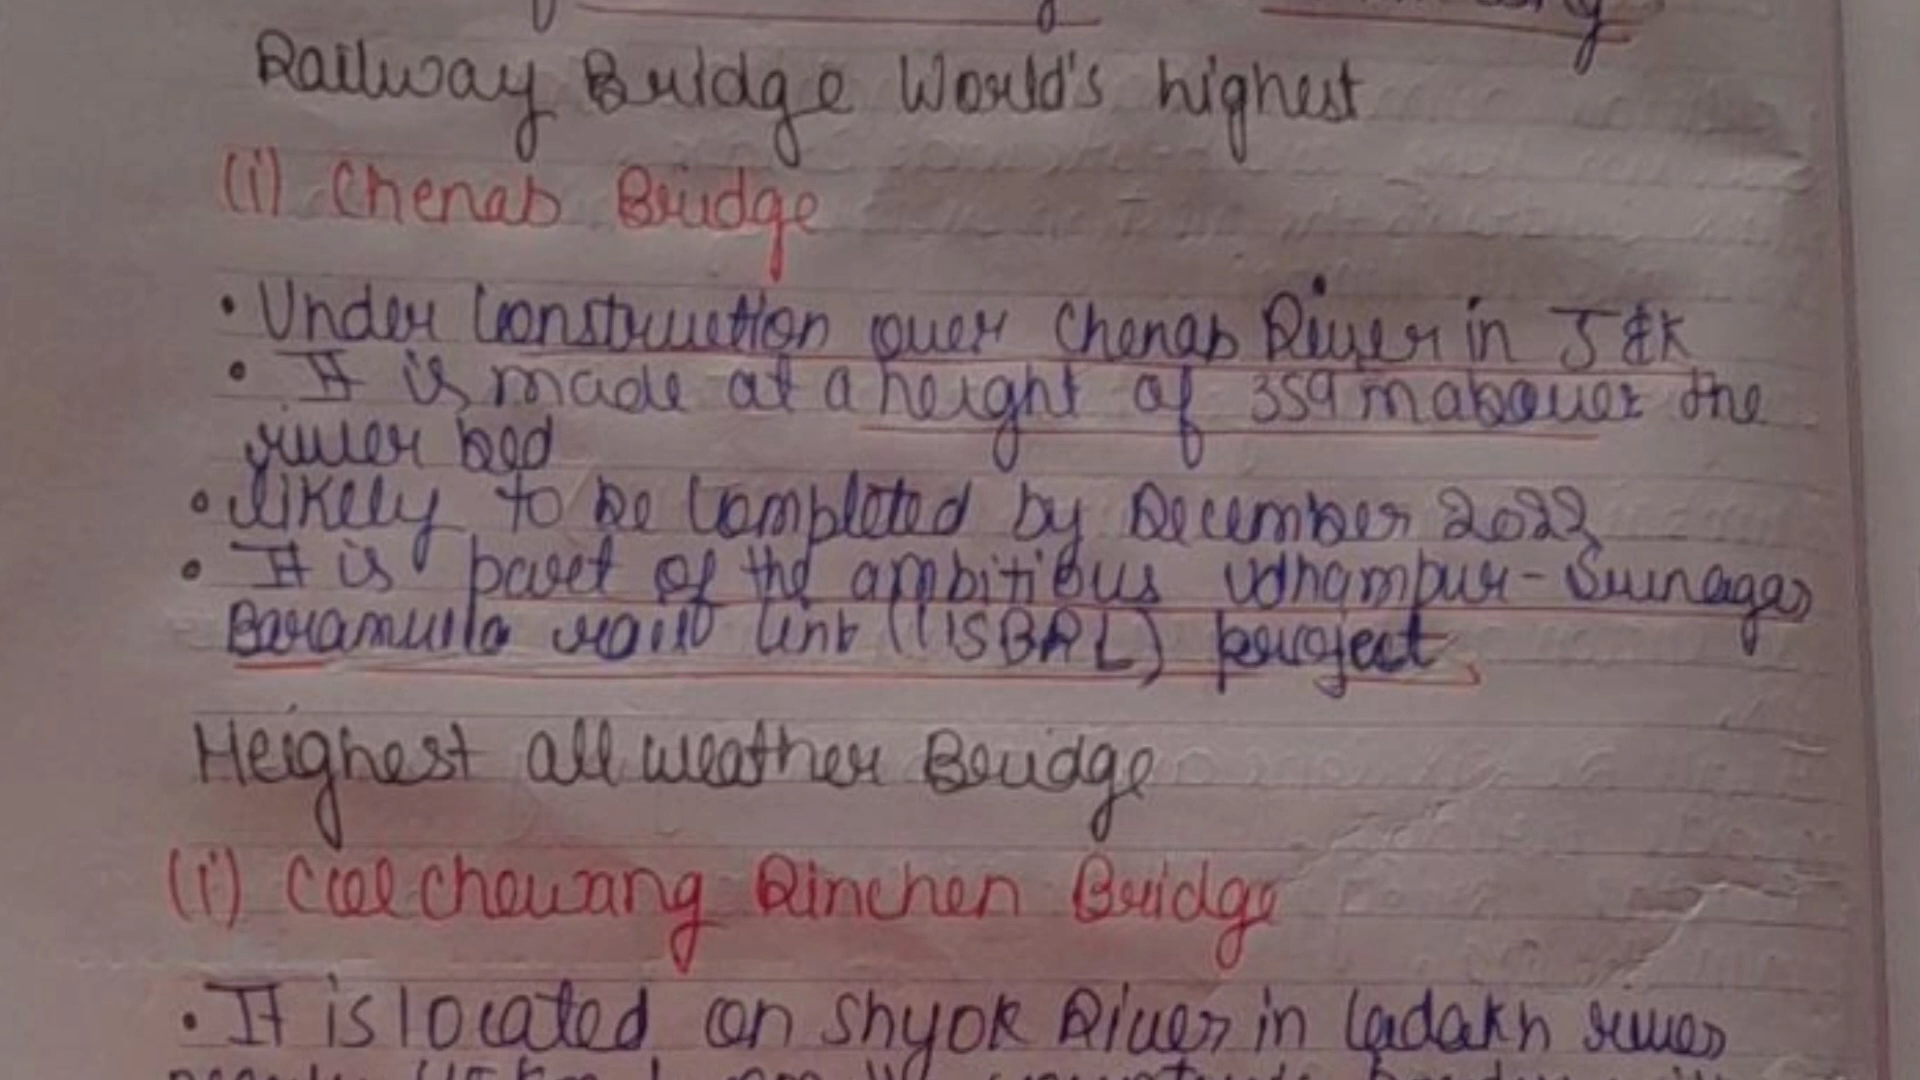 Railway Bridge World's highest
(i) Chenab Bridge
• Under Construction over Chenab River in J&K
• It is made at a height of 359 m abover the
river bed
• likely to be Completed by December 2022
• It is part of the ambitious Udhampur - Srinagar
Baramulla rail link (USBRL) project
Heighest all weather Bridge
(i) Col chewang Rinchen Bridge
• It is located on Shyok River in Ladakh river